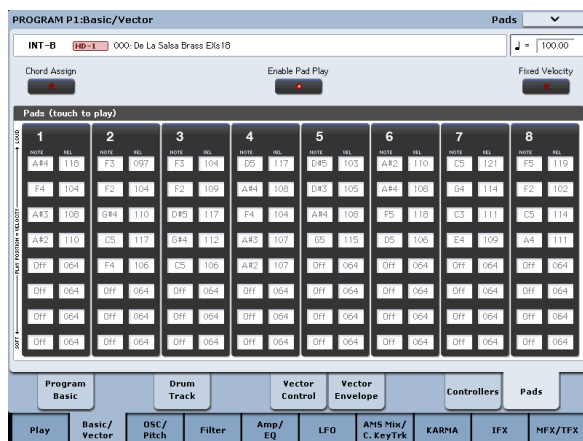 PROGRAM P1:Basic/Vector Pads
INT-B HD-1 000: De La Salsa Brass EXs18 ♩ = 100.00
Chord Assign Enable Pad Play Fixed Velocity
Pads (touch to play)
SOFT ← PLAY POSITION = VELOCITY → LOUD
1 2 3 4 5 6 7 8
NOTE VEL NOTE VEL NOTE VEL NOTE VEL NOTE VEL NOTE VEL NOTE VEL NOTE VEL
A#4 118 F3 097 F3 104 D5 117 D#5 103 A#2 110 C5 121 F5 119
F4 104 F2 104 F2 109 A#4 108 D#3 105 A#4 108 G4 114 F2 102
A#3 108 G#4 110 D#5 117 F4 104 A#4 108 F5 118 C3 111 C5 114
A#2 110 C5 117 G#4 112 A#3 107 G5 115 D5 106 E4 109 A4 111
Off 064 F4 106 C5 106 A#2 107 Off 064 Off 064 Off 064 Off 064
Off 064 Off 064 Off 064 Off 064 Off 064 Off 064 Off 064 Off 064
Off 064 Off 064 Off 064 Off 064 Off 064 Off 064 Off 064 Off 064
Off 064 Off 064 Off 064 Off 064 Off 064 Off 064 Off 064 Off 064
Program Basic Drum Track Vector Control Vector Envelope Controllers Pads
Play Basic/Vector OSC/Pitch Filter Amp/EQ LFO AMS Mix/C. KeyTrk KARMA IFX MFX/TFX